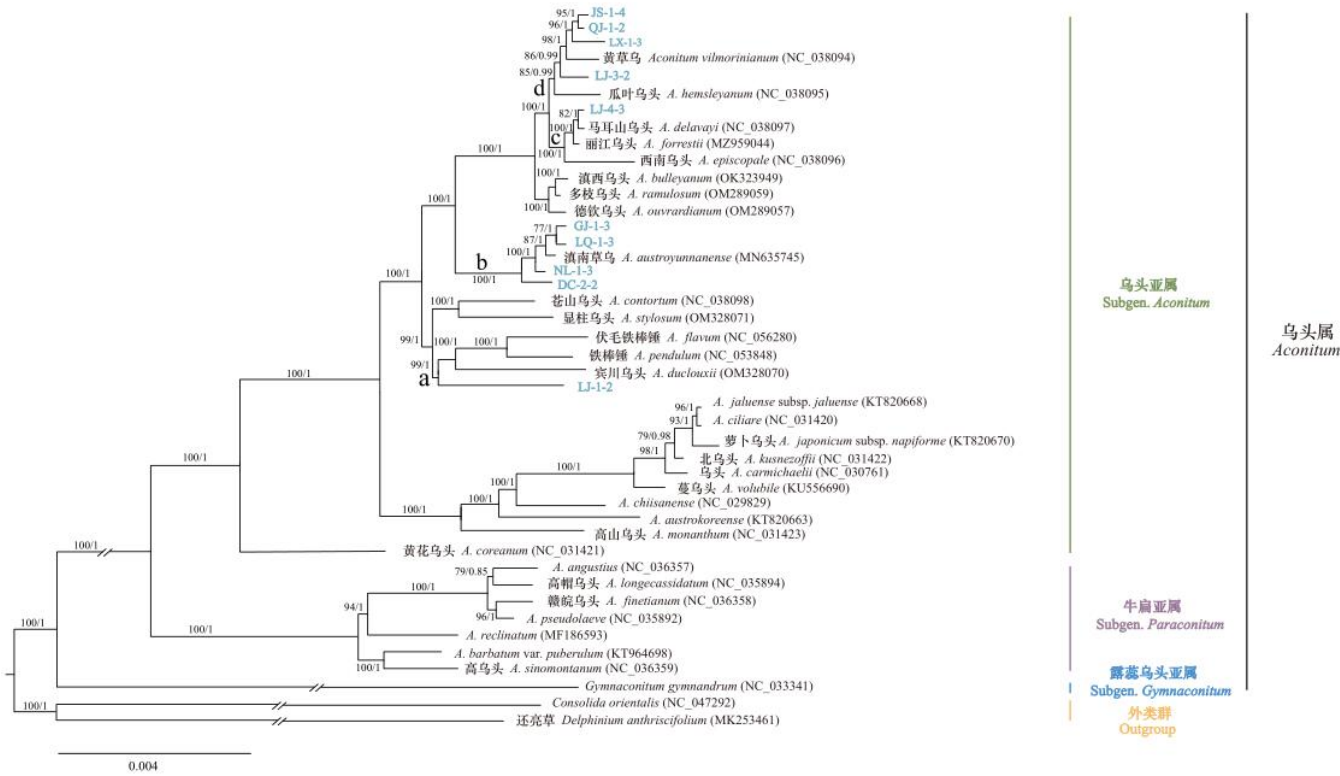 JS-1-4
95/1
QJ-1-2
96/1
LX-1-3
98/1
黄草乌 Aconitum vilmorinianum (NC_038094)
86/0.99
LJ-3-2
85/0.99
瓜叶乌头 A. hemsleyanum (NC_038095)
d
LJ-4-3
100/1
82/1
马耳山乌头 A. delavayi (NC_038097)
100/1
c
丽江乌头 A. forrestii (MZ959044)
100/1
100/1
西南乌头 A. episcopale (NC_038096)
100/1
滇西乌头 A. bulleyanum (OK323949)
多枝乌头 A. ramulosum (OM289059)
100/1
德钦乌头 A. ouvrardianum (OM289057)
GJ-1-3
77/1
87/1
LQ-1-3
100/1
滇南草乌 A. austroyunnanense (MN635745)
b
NL-1-3
100/1
100/1
DC-2-2
乌头亚属
Subgen. Aconitum
苍山乌头 A. contortum (NC_038098)
显柱乌头 A. stylosum (OM328071)
99/1
伏毛铁棒锤 A. flavum (NC_056280)
100/1
100/1
铁棒锤 A. pendulum (NC_053848)
99/1
宾川乌头 A. duclouxii (OM328070)
a
LJ-1-2
100/1
乌头属
Aconitum
A. jaluense subsp. jaluense (KT820668)
96/1
93/1
A. ciliare (NC_031420)
79/0.98
萝卜乌头 A. japonicum subsp. napiforme (KT820670)
98/1
北乌头 A. kusnezoffii (NC_031422)
100/1
乌头 A. carmichaelii (NC_030761)
100/1
蔓乌头 A. volubile (KU556690)
100/1
A. chiisanense (NC_029829)
100/1
A. austrokoreense (KT820663)
高山乌头 A. monanthum (NC_031423)
100/1
100/1
黄花乌头 A. coreanum (NC_031421)
A. angustius (NC_036357)
79/0.85
高帽乌头 A. longecassidatum (NC_035894)
100/1
赣皖乌头 A. finetianum (NC_036358)
94/1
96/1
A. pseudolaeve (NC_035892)
牛扁亚属
Subgen. Paraconitum
100/1
100/1
A. reclinatum (MF186593)
A. barbatum var. puberulum (KT964698)
100/1
高乌头 A. sinomontanum (NC_036359)
Gymnaconitum gymnandrum (NC_033341)
露蕊乌头亚属
Subgen. Gymnaconitum
Consolida orientalis (NC_047292)
100/1
还亮草 Delphinium anthriscifolium (MK253461)
外类群
Outgroup
0.004